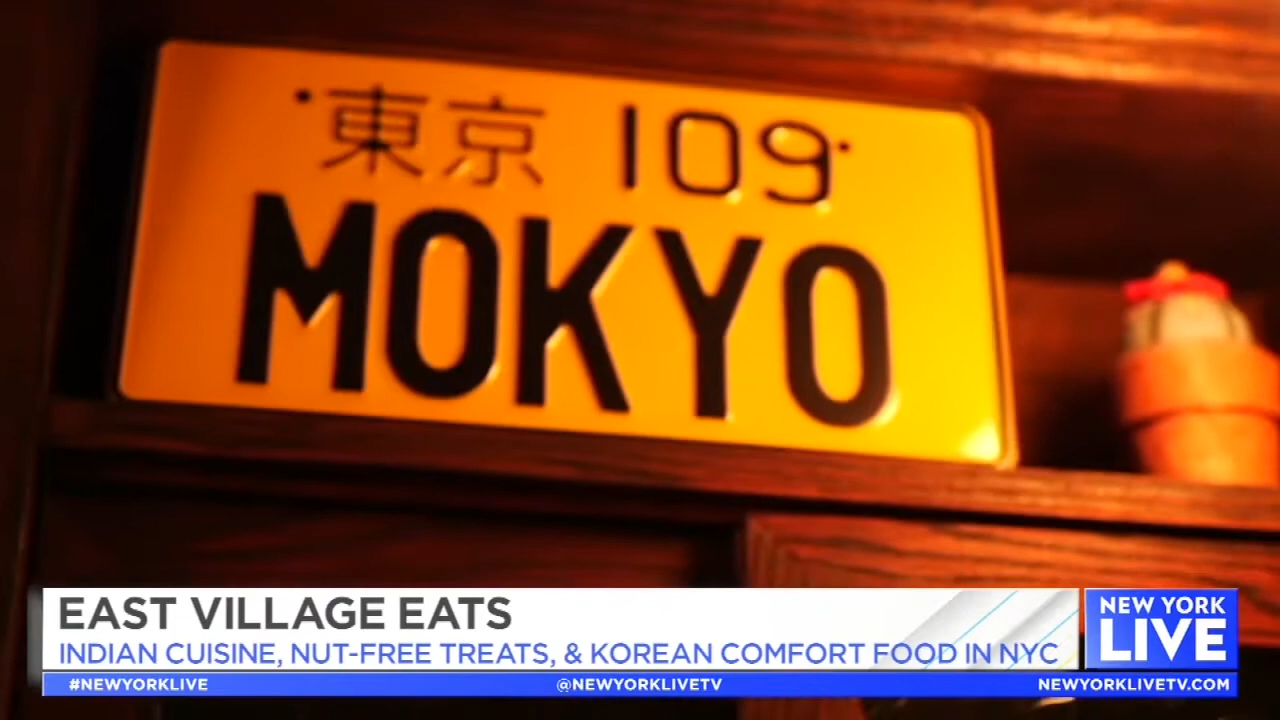 東京 109
MOKYO
EAST VILLAGE EATS
INDIAN CUISINE, NUT-FREE TREATS, & KOREAN COMFORT FOOD IN NYC
NEW YORK
LIVE
#NEWYORKLIVE
@NEWYORKLIVETV
NEWYORKLIVETV.COM